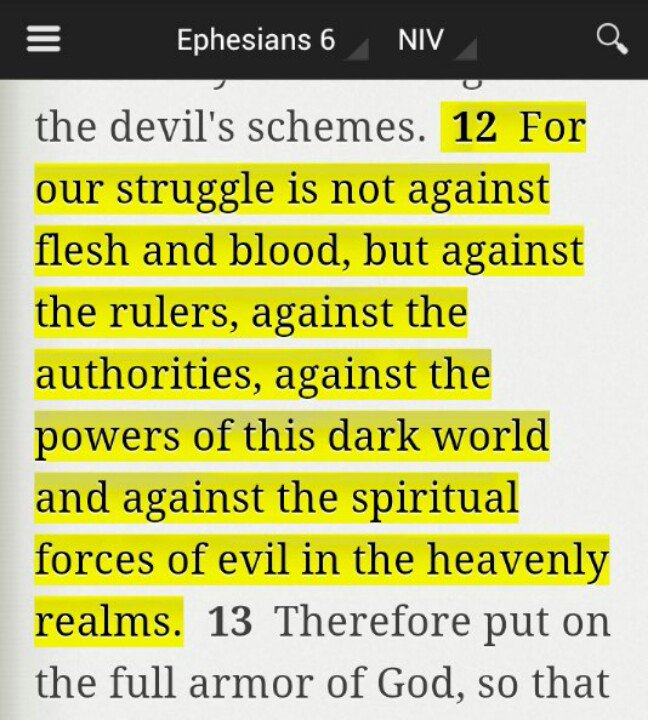 Ephesians 6 NIV
the devil's schemes. 12 For
our struggle is not against
flesh and blood, but against
the rulers, against the
authorities, against the
powers of this dark world
and against the spiritual
forces of evil in the heavenly
realms. 13 Therefore put on
the full armor of God, so that